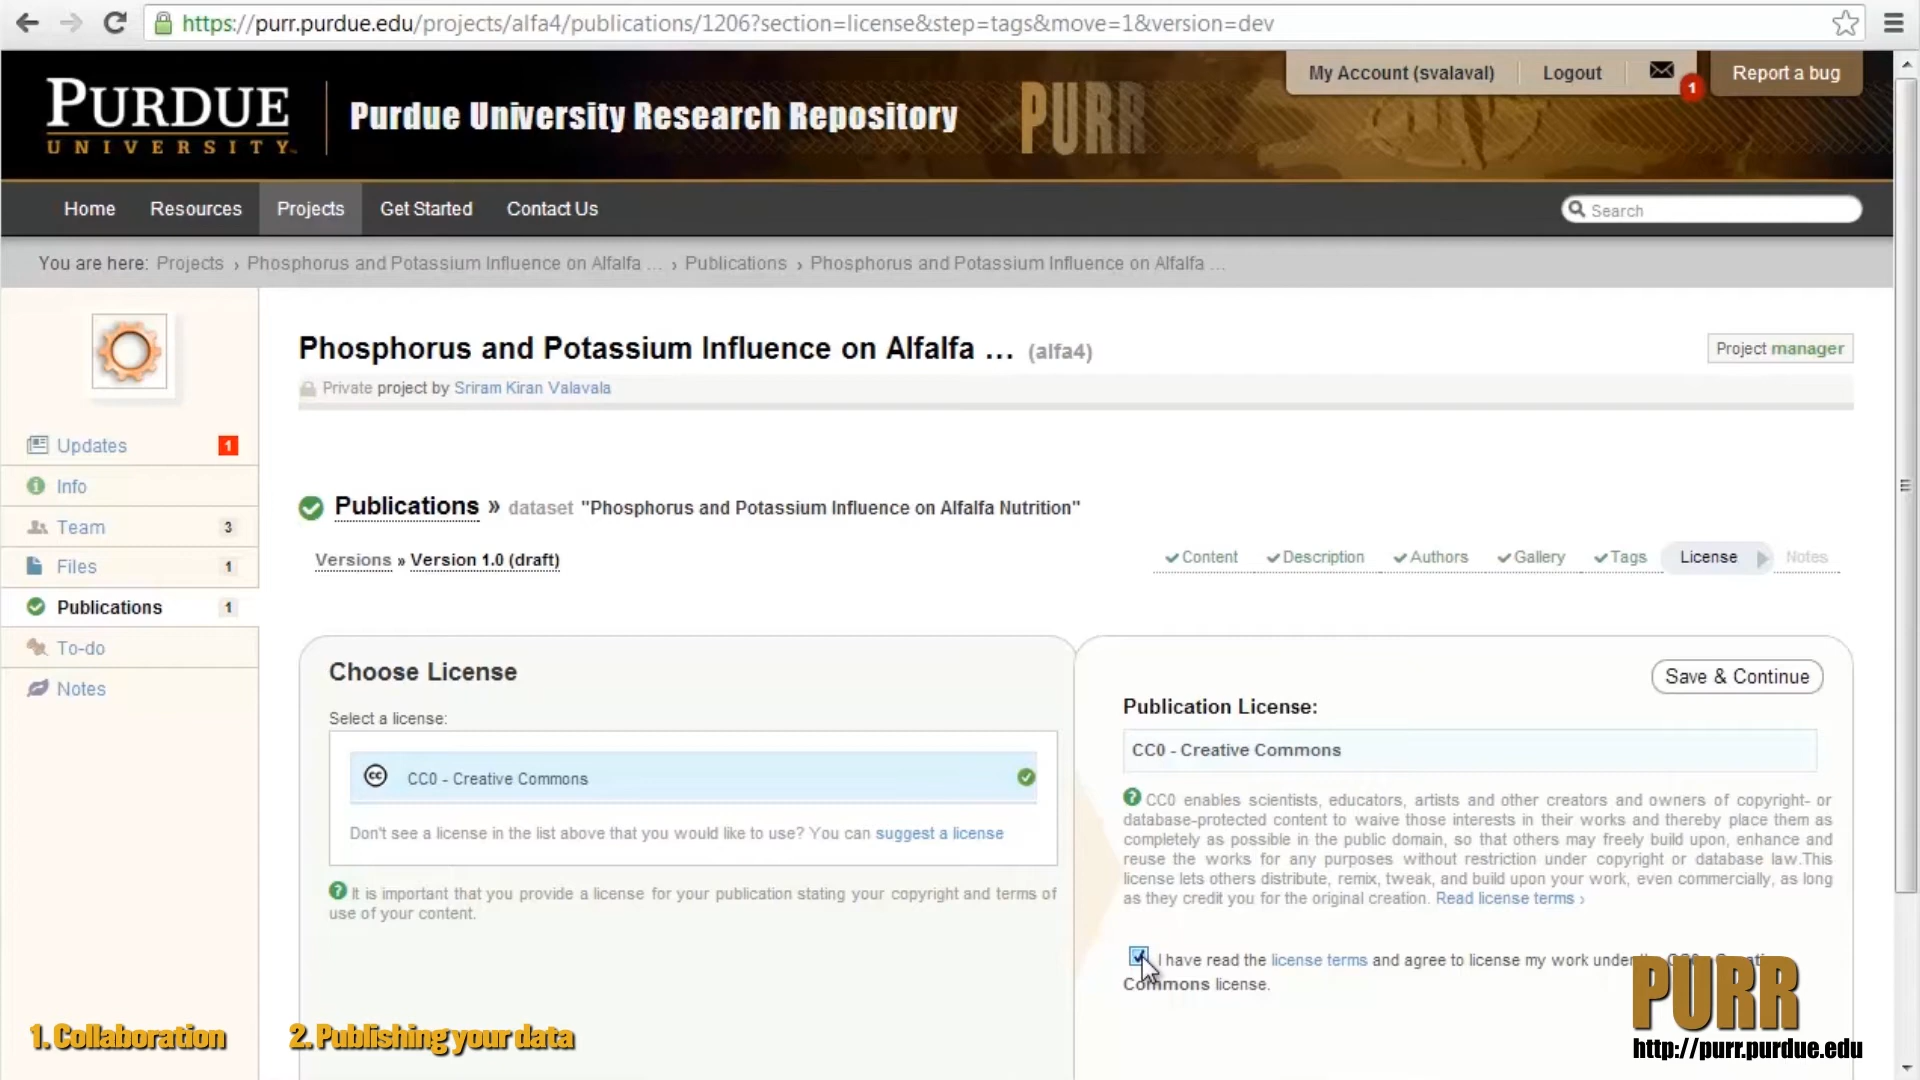 https://purr.purdue.edu/projects/alfa4/publications/1206?section=license&step=tags&move=1&version=dev
My Account (svalaval)
Logout
1
Report a bug
PURDUE
UNIVERSITY
Purdue University Research Repository
PURR
Home
Resources
Projects
Get Started
Contact Us
Search
You are here: Projects › Phosphorus and Potassium Influence on Alfalfa ... › Publications › Phosphorus and Potassium Influence on Alfalfa ...
Phosphorus and Potassium Influence on Alfalfa ... (alfa4)
Project manager
Private project by Sriram Kiran Valavala
Updates 1
Info
Team 3
Files 1
Publications 1
To-do
Notes
Publications » dataset "Phosphorus and Potassium Influence on Alfalfa Nutrition"
Versions » Version 1.0 (draft)
Content
Description
Authors
Gallery
Tags
License
Notes
Choose License
Select a license:
cc CC0 - Creative Commons
Don't see a license in the list above that you would like to use? You can suggest a license
? It is important that you provide a license for your publication stating your copyright and terms of
use of your content.
Save & Continue
Publication License:
CC0 - Creative Commons
? CC0 enables scientists, educators, artists and other creators and owners of copyright- or
database-protected content to waive those interests in their works and thereby place them as
completely as possible in the public domain, so that others may freely build upon, enhance and
reuse the works for any purposes without restriction under copyright or database law.This
license lets others distribute, remix, tweak, and build upon your work, even commercially, as long
as they credit you for the original creation. Read license terms ›
I have read the license terms and agree to license my work under
Commons license.
1. Collaboration
2. Publishing your data
PURR
http://purr.purdue.edu